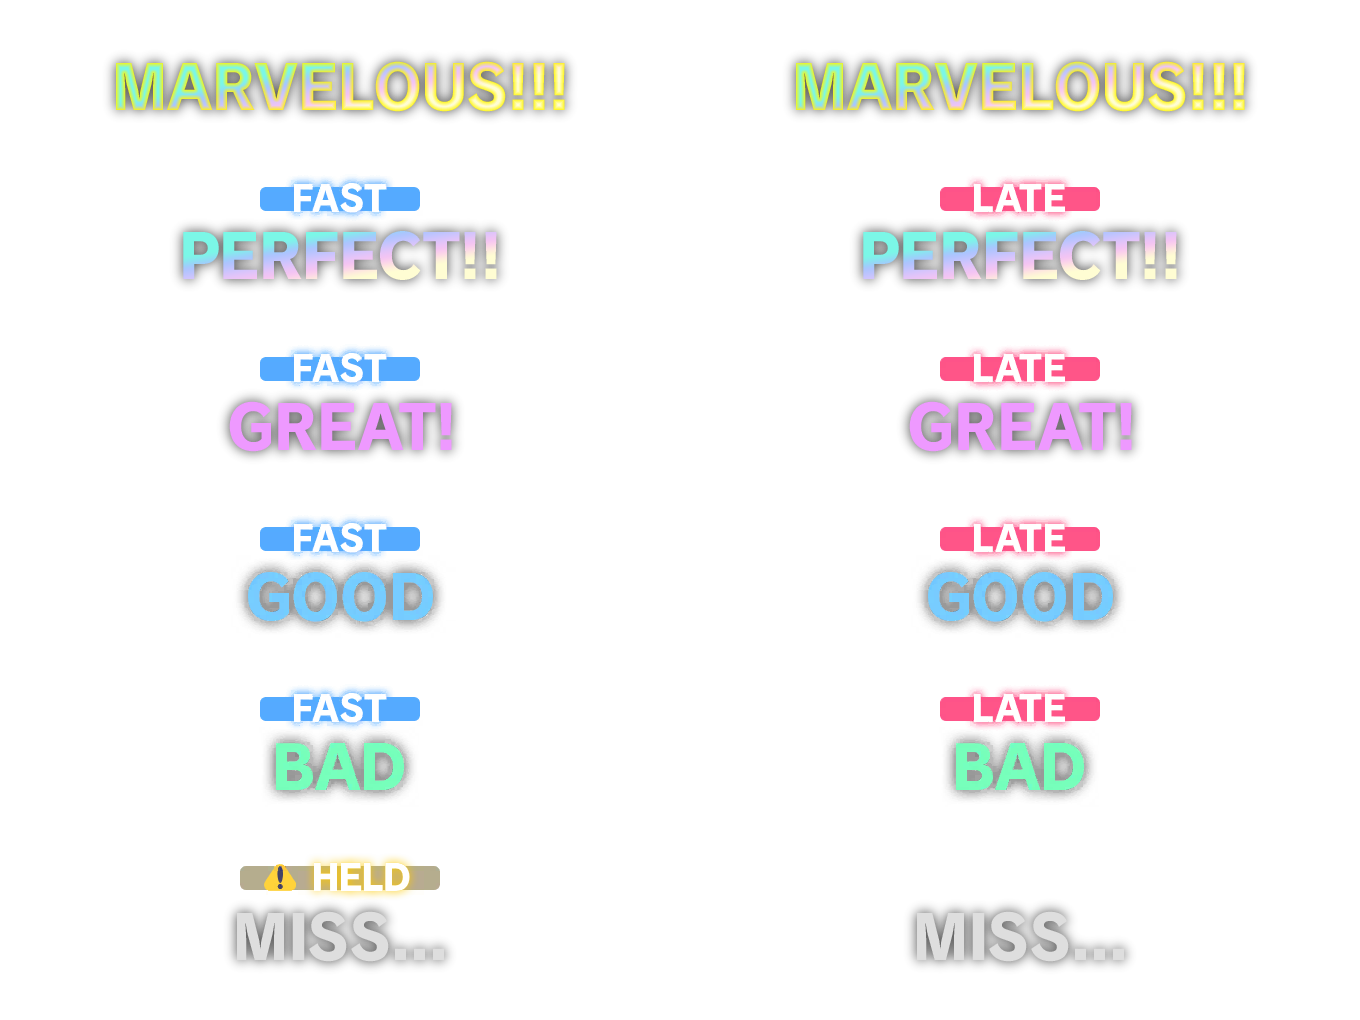 MARVELOUS!!!
MARVELOUS!!!
FAST
LATE
PERFECT!!
PERFECT!!
FAST
LATE
GREAT!
GREAT!
FAST
LATE
GOOD
GOOD
FAST
LATE
BAD
BAD
⚠ HELD
MISS...
MISS...